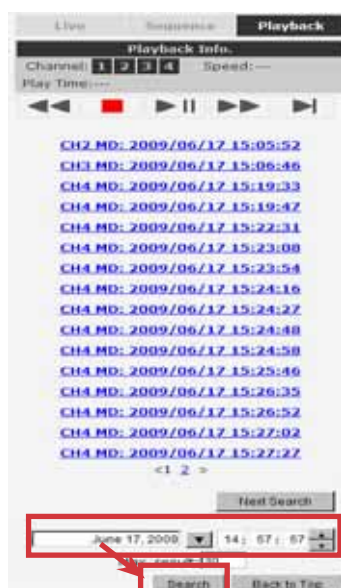 Live Sequence Playback
Playback Info.
Channel: 1 2 3 4 Speed:---
Play Time:---
CH2 MD: 2009/06/17 15:05:52
CH3 MD: 2009/06/17 15:06:46
CH4 MD: 2009/06/17 15:19:33
CH4 MD: 2009/06/17 15:19:47
CH4 MD: 2009/06/17 15:22:31
CH4 MD: 2009/06/17 15:23:08
CH4 MD: 2009/06/17 15:23:54
CH4 MD: 2009/06/17 15:24:16
CH4 MD: 2009/06/17 15:24:27
CH4 MD: 2009/06/17 15:24:48
CH4 MD: 2009/06/17 15:24:58
CH4 MD: 2009/06/17 15:25:46
CH4 MD: 2009/06/17 15:26:35
CH4 MD: 2009/06/17 15:26:52
CH4 MD: 2009/06/17 15:27:02
CH4 MD: 2009/06/17 15:27:27
<1 2 >
Next Search
June 17, 2009 14: 57: 57
result
Search Back to Top